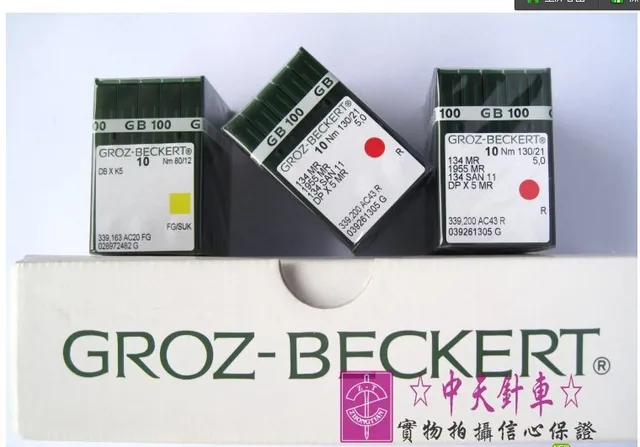 00 GB 100 G
GROZ-BECKERT®
10 Nm 80/12
DB X K5
FG/SUK
339,163 AC20 FG
028972482 G
GB 100
GROZ-BECKERT®
10 Nm 130/21
5,0
134 MR
1955 MR
134 SAN 11
DP X 5 MR
R
339,200 AC43 R
039261305 G
100 GB 100
GROZ-BECKERT®
10 Nm 130/21
5,0
134 MR
1955 MR
134 SAN 11
DP X 5 MR
R
339,200 AC43 R
039261305 G
GROZ-BECKERT®
Z T
ZHONGTIAN
☆中天針車☆
實物拍攝信心保證